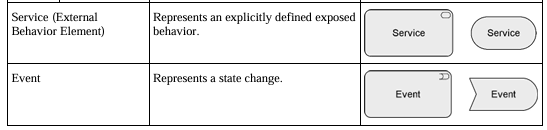 Service (External
Behavior Element)
Represents an explicitly defined exposed
behavior.
Service
Service
Event
Represents a state change.
Event
Event